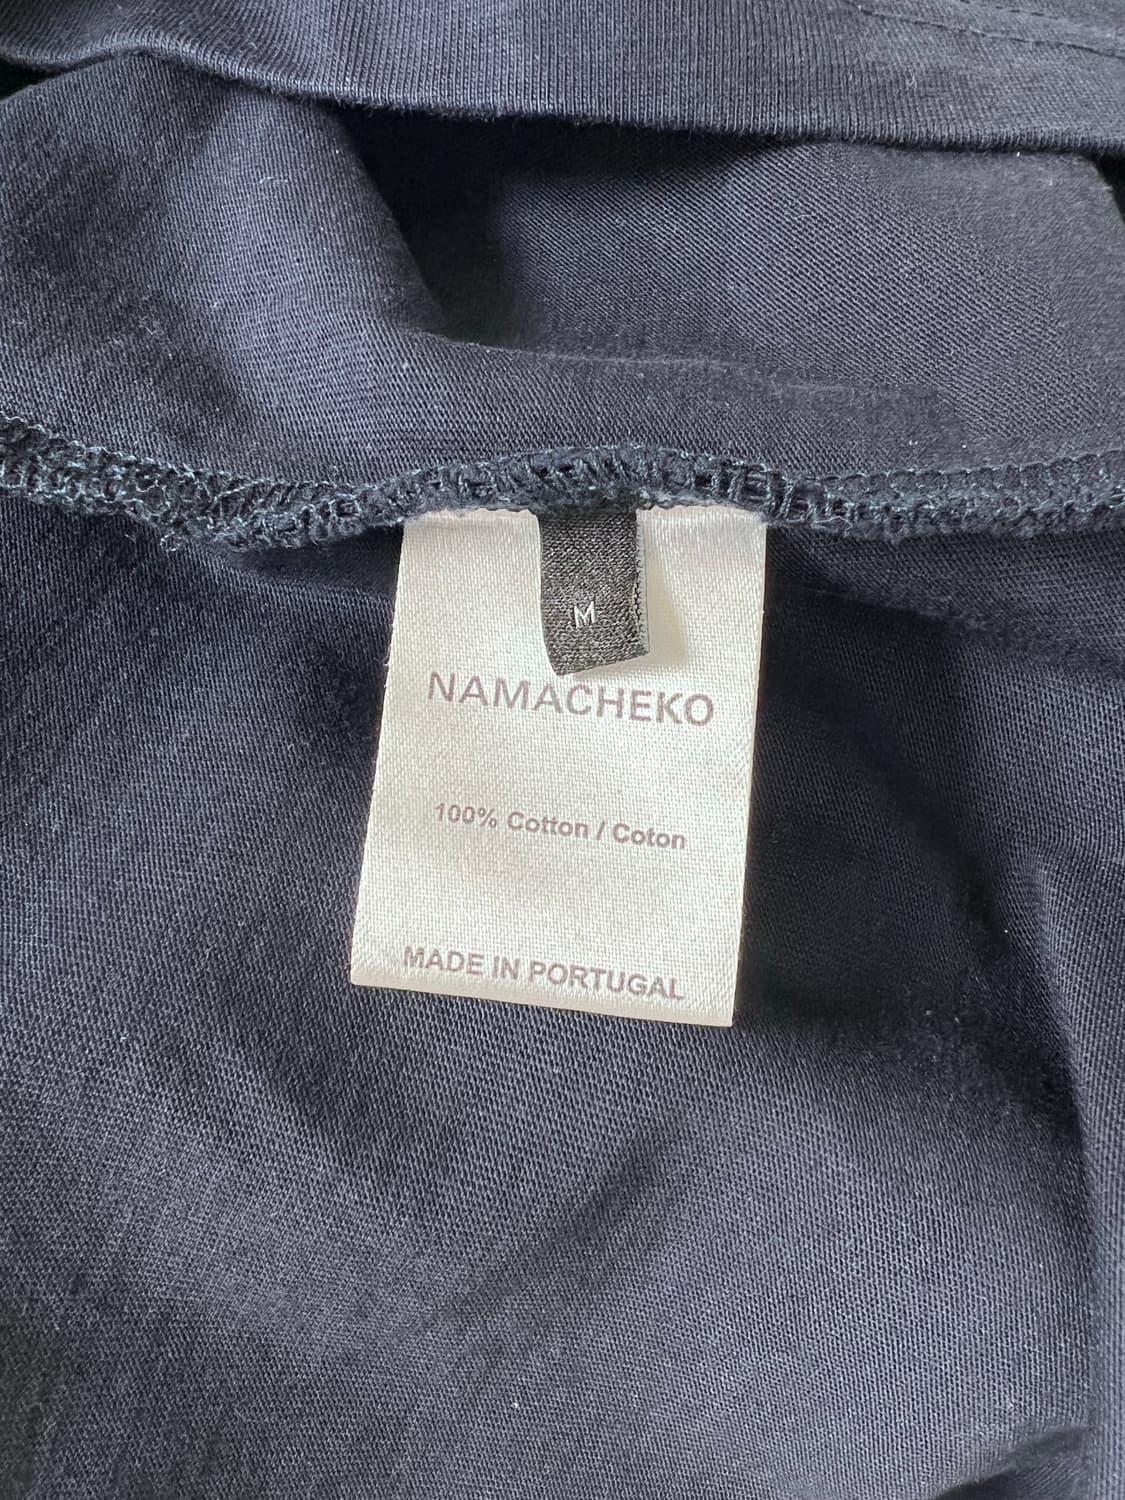 M
NAMACHEKO
100% Cotton / Coton
MADE IN PORTUGAL